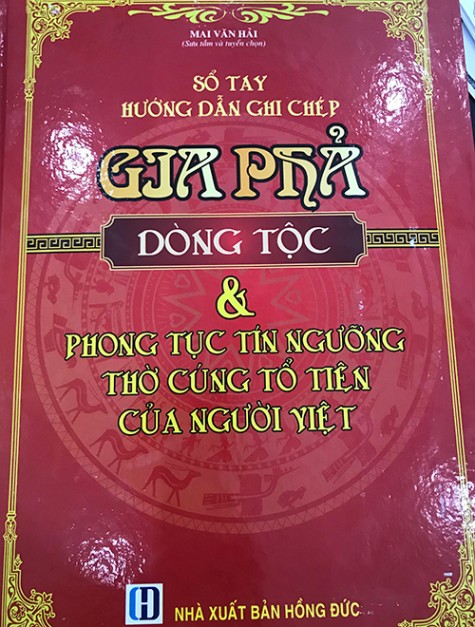 MAI VĂN HẢI
(Sưu tầm và tuyển chọn)
SỔ TAY
HƯỚNG DẪN GHI CHÉP
GIA PHẢ
DÒNG TỘC
&
PHONG TỤC TÍN NGƯỠNG
THỜ CÚNG TỔ TIÊN
CỦA NGƯỜI VIỆT
NHÀ XUẤT BẢN HỒNG ĐỨC